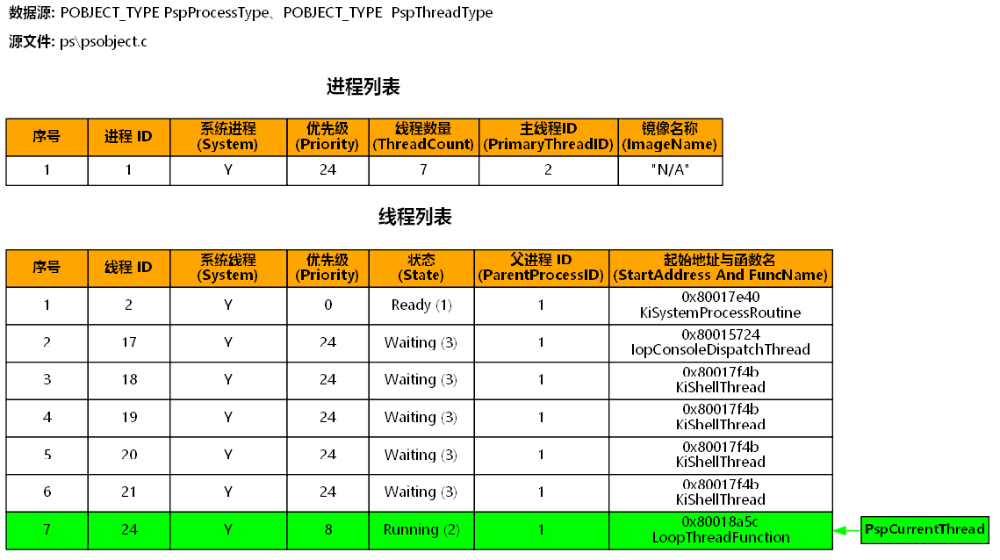 数据源: POBJECT_TYPE PspProcessType、POBJECT_TYPE  PspThreadType
源文件: ps\psobject.c
进程列表
序号 进程 ID 系统进程 (System) 优先级 (Priority) 线程数量 (ThreadCount) 主线程ID (PrimaryThreadID) 镜像名称 (ImageName)
1 1 Y 24 7 2 "N/A"
线程列表
序号 线程 ID 系统线程 (System) 优先级 (Priority) 状态 (State) 父进程 ID (ParentProcessID) 起始地址与函数名 (StartAddress And FuncName)
1 2 Y 0 Ready (1) 1 0x80017e40 KiSystemProcessRoutine
2 17 Y 24 Waiting (3) 1 0x80015724 IopConsoleDispatchThread
3 18 Y 24 Waiting (3) 1 0x80017f4b KiShellThread
4 19 Y 24 Waiting (3) 1 0x80017f4b KiShellThread
5 20 Y 24 Waiting (3) 1 0x80017f4b KiShellThread
6 21 Y 24 Waiting (3) 1 0x80017f4b KiShellThread
7 24 Y 8 Running (2) 1 0x80018a5c LoopThreadFunction PspCurrentThread